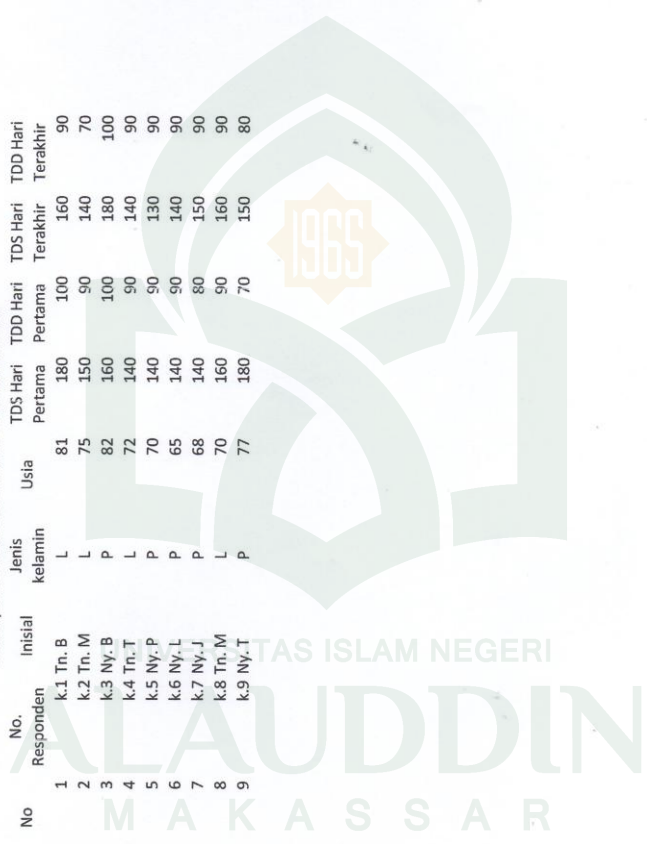 No No. Responden Inisial Jenis kelamin Usia TDS Hari Pertama TDD Hari Pertama TDS Hari Terakhir TDD Hari Terakhir
1 k.1 Tn. B L 81 180 100 160 90
2 k.2 Tn. M L 75 150 90 140 70
3 k.3 Ny. B P 82 160 100 180 100
4 k.4 Tn. T L 72 140 90 140 90
5 k.5 Ny. P P 70 140 90 130 90
6 k.6 Ny. L P 65 140 90 140 90
7 k.7 Ny. J P 68 140 80 150 90
8 k.8 Tn. M L 70 160 90 160 90
9 k.9 Ny. T P 77 180 70 150 80
1965
UNIVERSITAS ISLAM NEGERI
ALAUDDIN
MAKASSAR